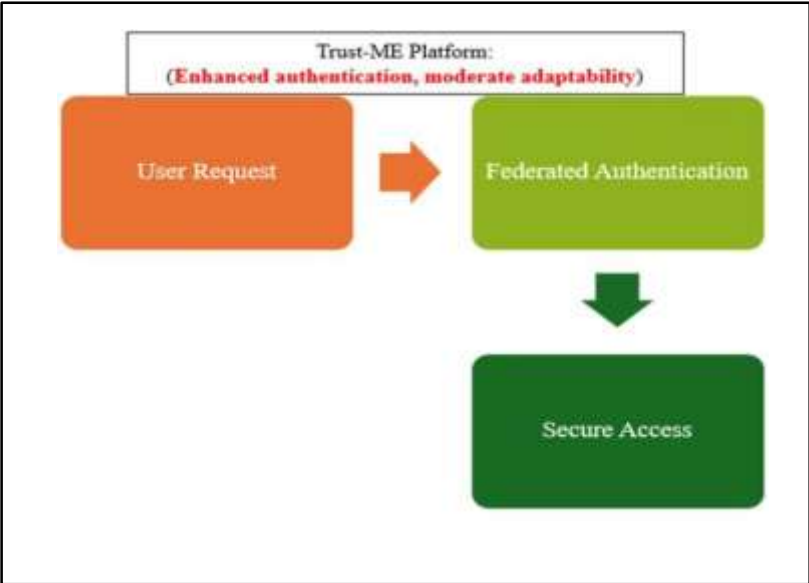 Trust-ME Platform:
(Enhanced authentication, moderate adaptability)
User Request
Federated Authentication
Secure Access